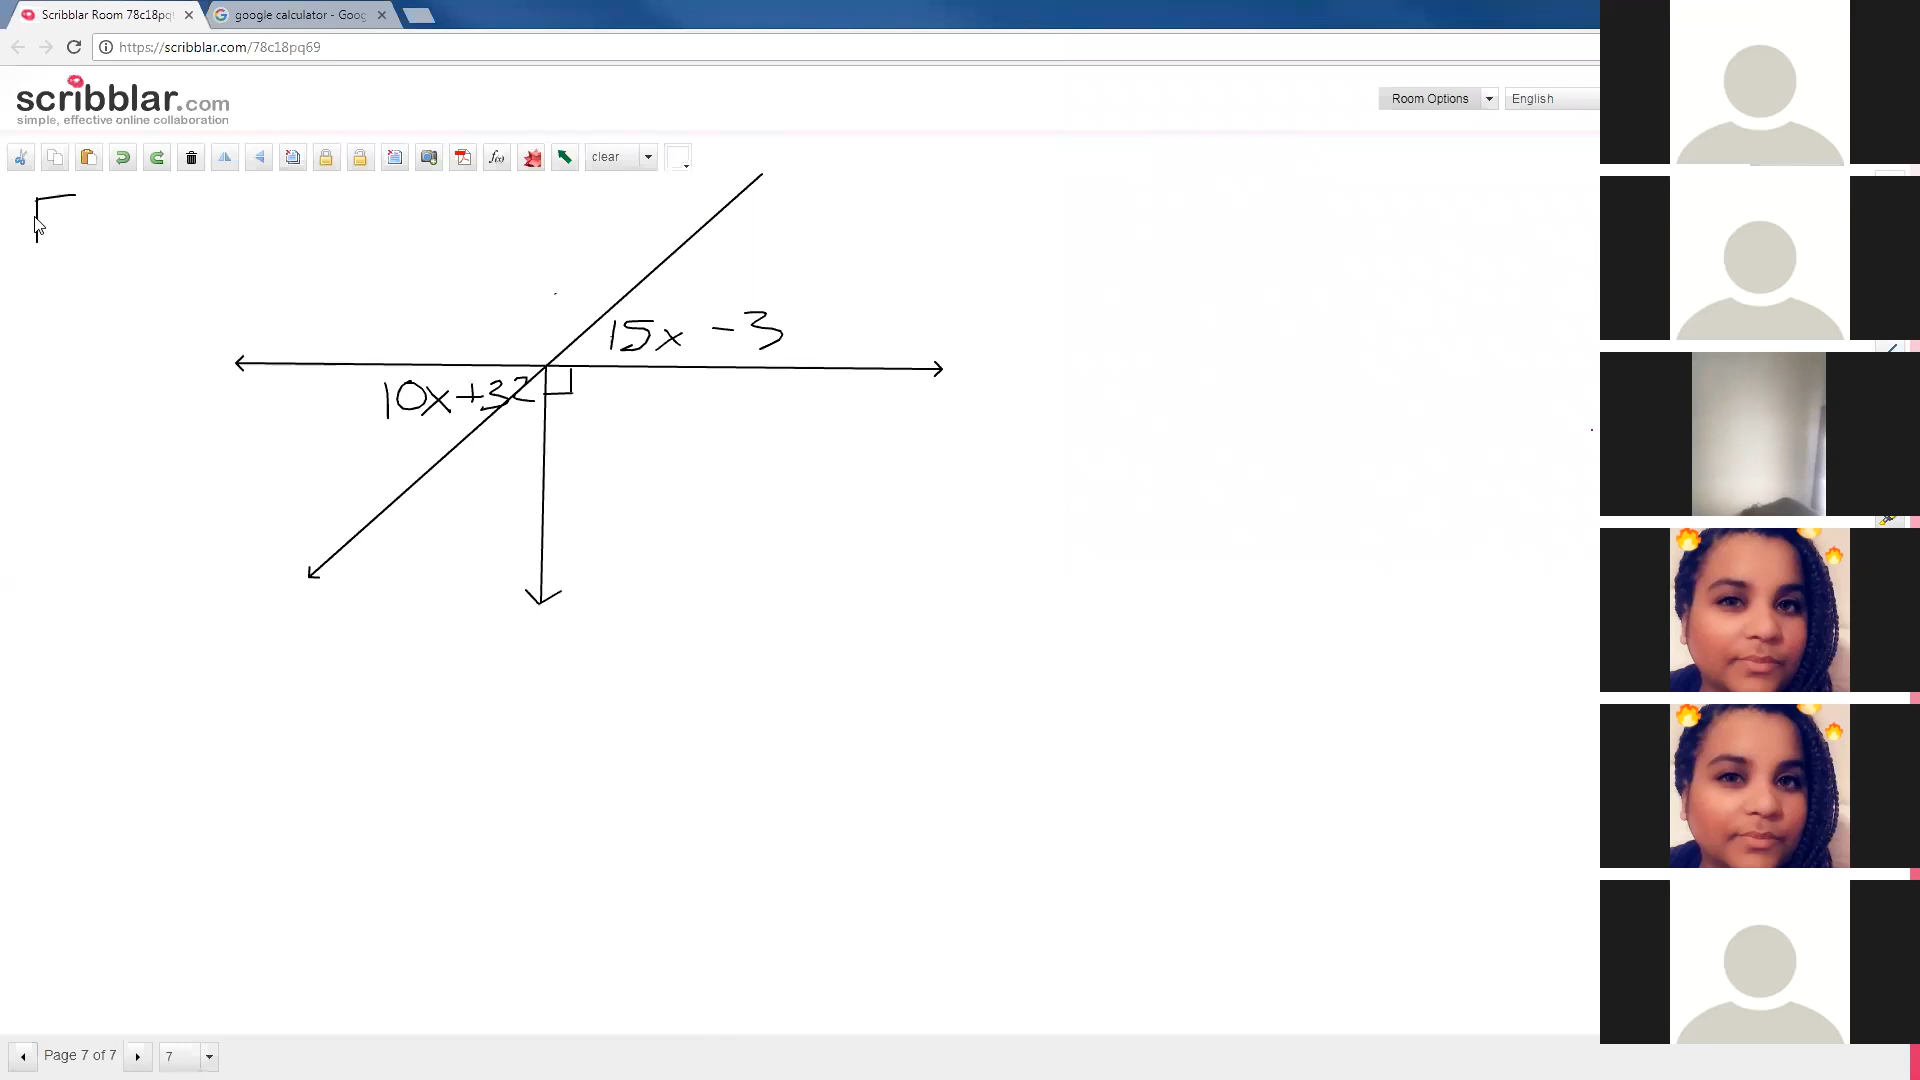 Scribblar Room 78c18pq
google calculator - Goog
https://scribblar.com/78c18pq69
scribblar.com
simple, effective online collaboration
Room Options
English
f(x)
clear
15x - 3
10x+32
Page 7 of 7
7